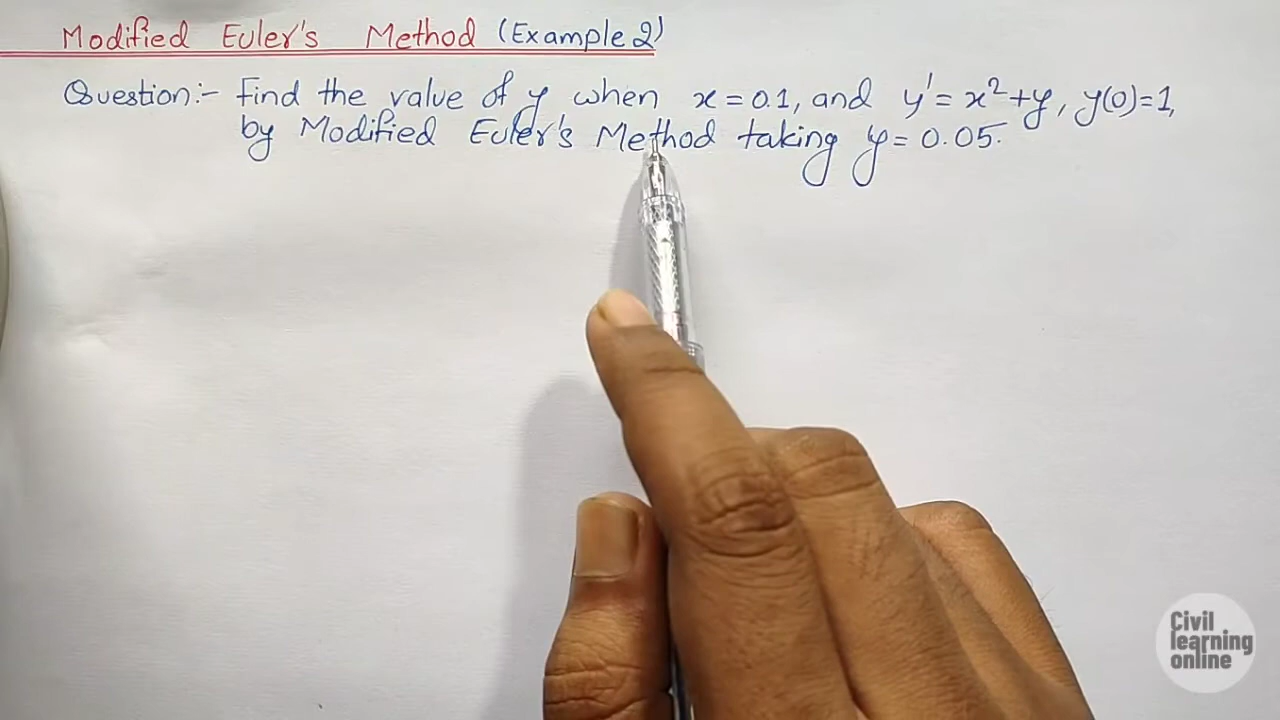 Modified Euler's Method (Example 2)
Question:- Find the value of y when x = 0.1, and y' = x² + y, y(0)=1,
by Modified Euler's Method taking y = 0.05.
Civil
learning
online